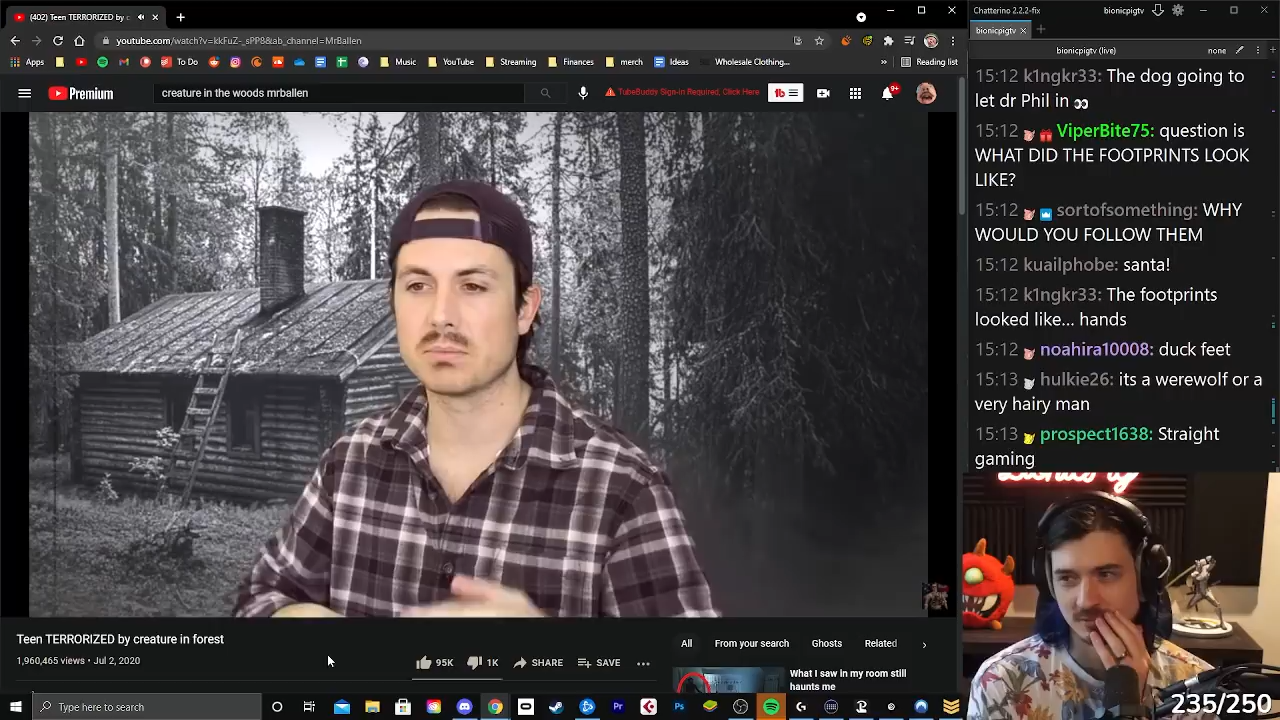 (402) Teen TERRORIZED by c
youtube.com/watch?v=kkFuZ-_sPP8&ab_channel=MrBallen
Apps
To Do
Music
YouTube
Streaming
Finances
merch
Ideas
Wholesale Clothing...
»
Reading list
Premium
creature in the woods mrballen
TubeBuddy Sign-in Required, Click Here
9+
Teen TERRORIZED by creature in forest
1,960,465 views • Jul 2, 2020
95K
1K
SHARE
SAVE
All
From your search
Ghosts
Related
What I saw in my room still
haunts me
Type here to search
Chatterino 2.2.2-fix
bionicpigtv
bionicpigtv
bionicpigtv (live)
none
15:12 k1ngkr33: The dog going to
let dr Phil in
15:12 ViperBite75: question is
WHAT DID THE FOOTPRINTS LOOK
LIKE?
15:12 sortofsomething: WHY
WOULD YOU FOLLOW THEM
15:12 kuailphobe: santa!
15:12 k1ngkr33: The footprints
looked like... hands
15:12 noahira10008: duck feet
15:13 hulkie26: its a werewolf or a
very hairy man
15:13 prospect1638: Straight
gaming
235/250